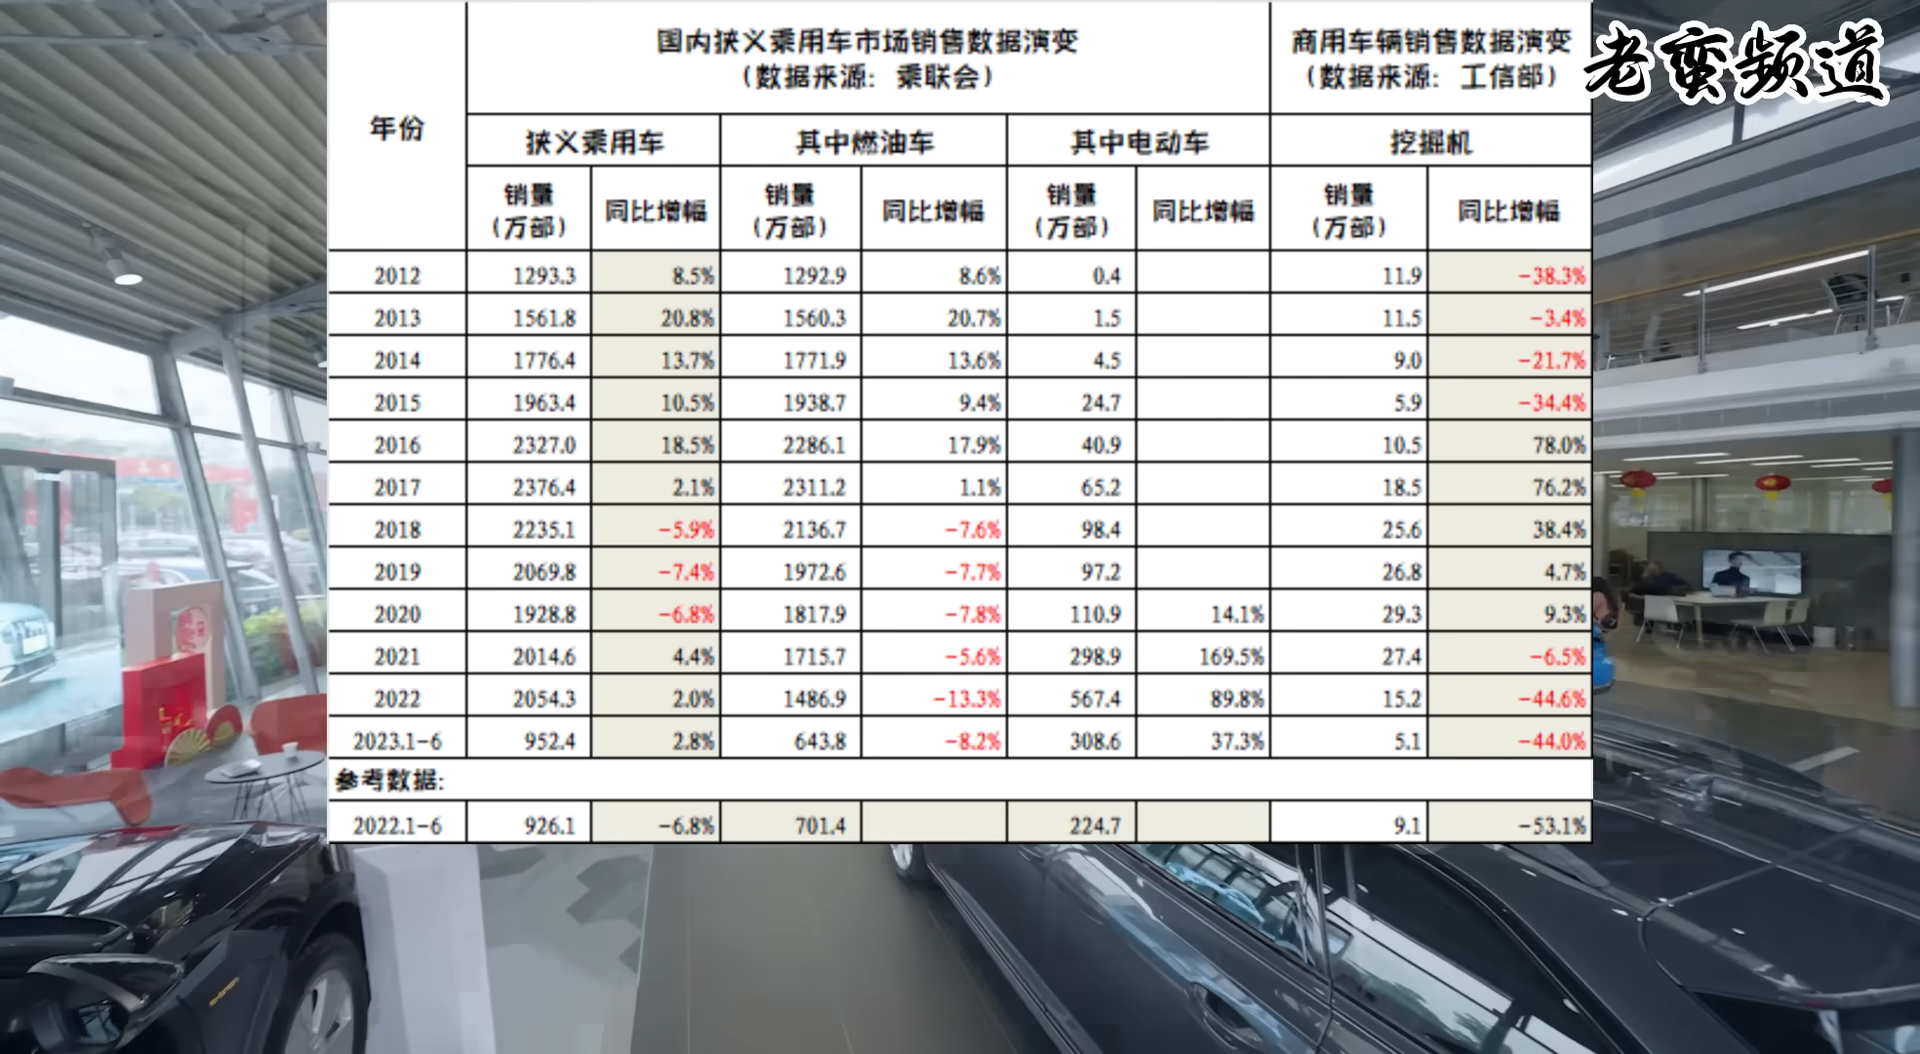 老蛮频道
国内狭义乘用车市场销售数据演变
（数据来源：乘联会）
商用车辆销售数据演变
（数据来源：工信部）
年份
狭义乘用车 其中燃油车 其中电动车 挖掘机
销量（万部） 同比增幅 销量（万部） 同比增幅 销量（万部） 同比增幅 销量（万部） 同比增幅
2012 1293.3 8.5% 1292.9 8.6% 0.4 11.9 -38.3%
2013 1561.8 20.8% 1560.3 20.7% 1.5 11.5 -3.4%
2014 1776.4 13.7% 1771.9 13.6% 4.5 9.0 -21.7%
2015 1963.4 10.5% 1938.7 9.4% 24.7 5.9 -34.4%
2016 2327.0 18.5% 2286.1 17.9% 40.9 10.5 78.0%
2017 2376.4 2.1% 2311.2 1.1% 65.2 18.5 76.2%
2018 2235.1 -5.9% 2136.7 -7.6% 98.4 25.6 38.4%
2019 2069.8 -7.4% 1972.6 -7.7% 97.2 26.8 4.7%
2020 1928.8 -6.8% 1817.9 -7.8% 110.9 14.1% 29.3 9.3%
2021 2014.6 4.4% 1715.7 -5.6% 298.9 169.5% 27.4 -6.5%
2022 2054.3 2.0% 1486.9 -13.3% 567.4 89.8% 15.2 -44.6%
2023.1-6 952.4 2.8% 643.8 -8.2% 308.6 37.3% 5.1 -44.0%
参考数据:
2022.1-6 926.1 -6.8% 701.4 224.7 9.1 -53.1%